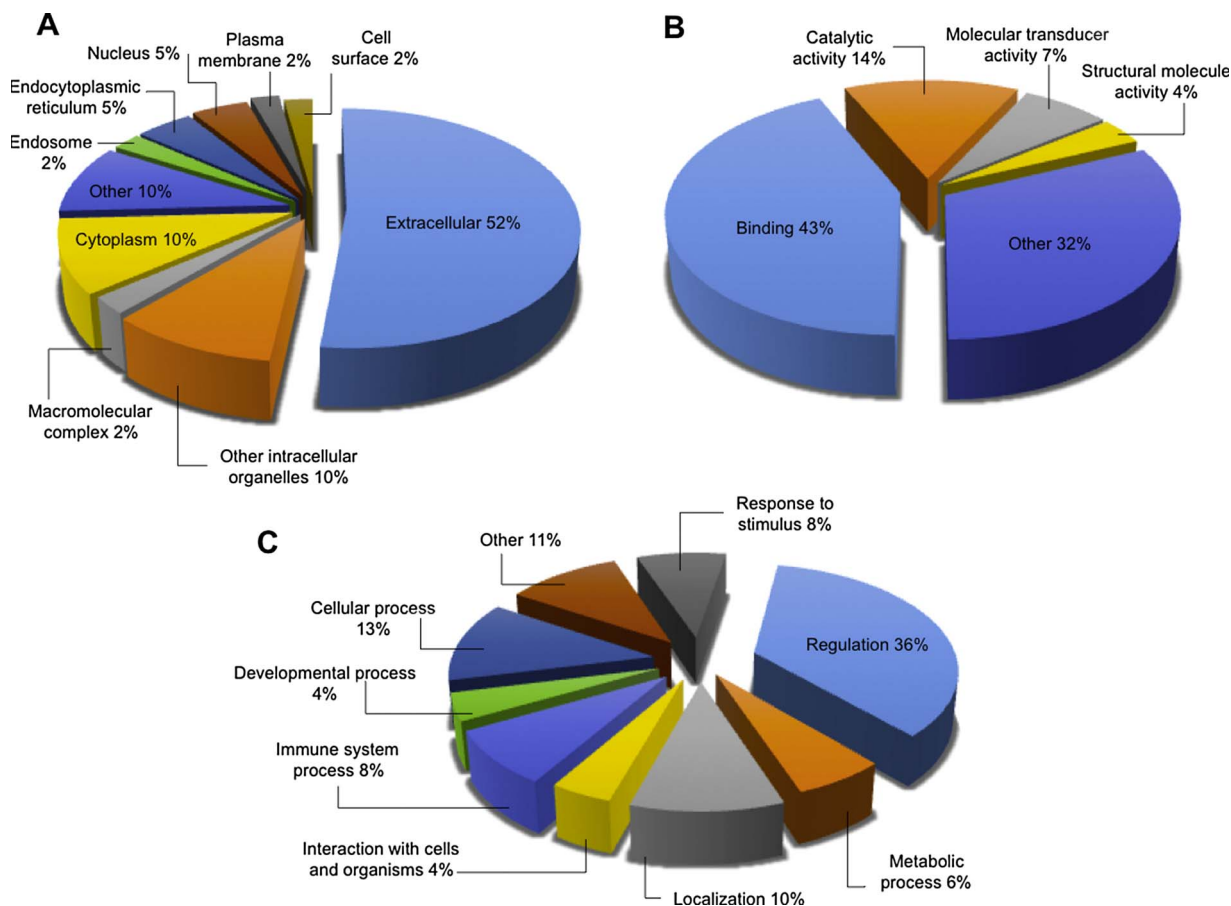 A
Nucleus 5%
Plasma
membrane 2%
Cell
surface 2%
Endocytoplasmic
reticulum 5%
Endosome
2%
Other 10%
Cytoplasm 10%
Extracellular 52%
Macromolecular
complex 2%
Other intracellular
organelles 10%
B
Catalytic
activity 14%
Molecular transducer
activity 7%
Structural molecule
activity 4%
Binding 43%
Other 32%
C
Response to
stimulus 8%
Other 11%
Cellular process
13%
Regulation 36%
Developmental process
4%
Immune system
process 8%
Interaction with cells
and organisms 4%
Localization 10%
Metabolic
process 6%